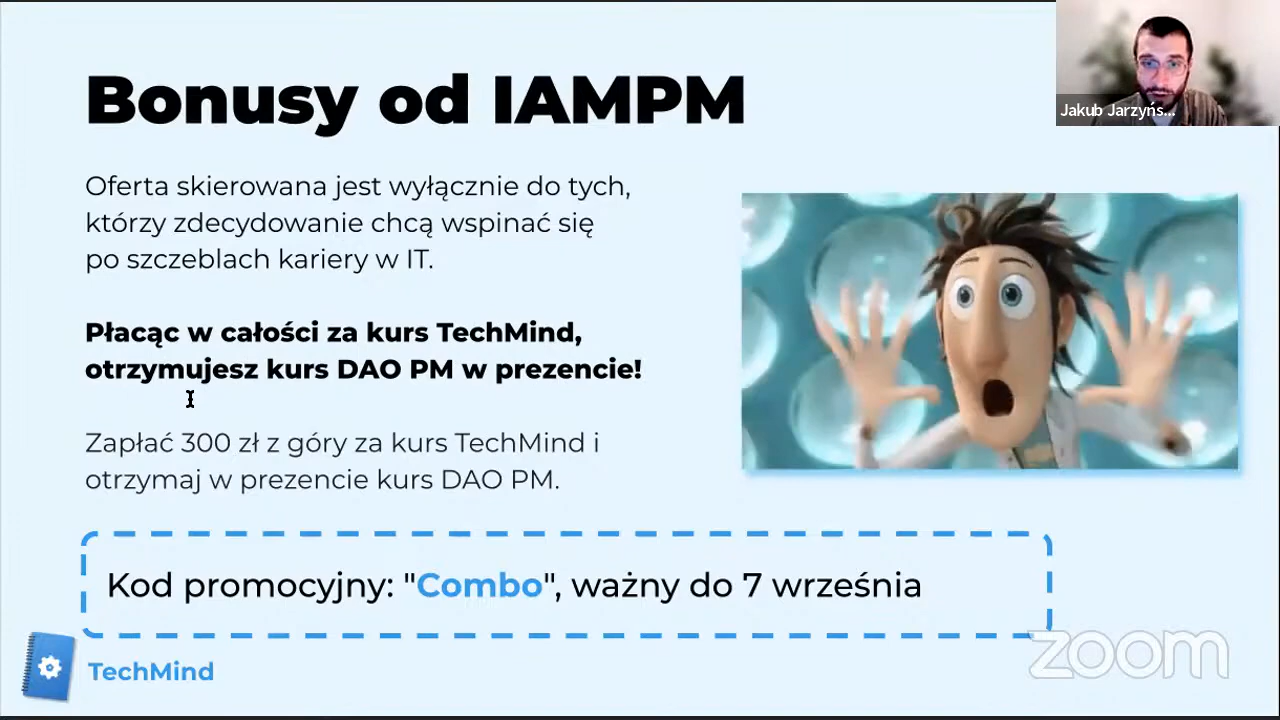 Bonusy od IAMPM
Jakub Jarzyńs...
Oferta skierowana jest wyłącznie do tych,
którzy zdecydowanie chcą wspinać się
po szczeblach kariery w IT.
Płacąc w całości za kurs TechMind,
otrzymujesz kurs DAO PM w prezencie!
Zapłać 300 zł z góry za kurs TechMind i
otrzymaj w prezencie kurs DAO PM.
Kod promocyjny: "Combo", ważny do 7 września
TechMind
zoom